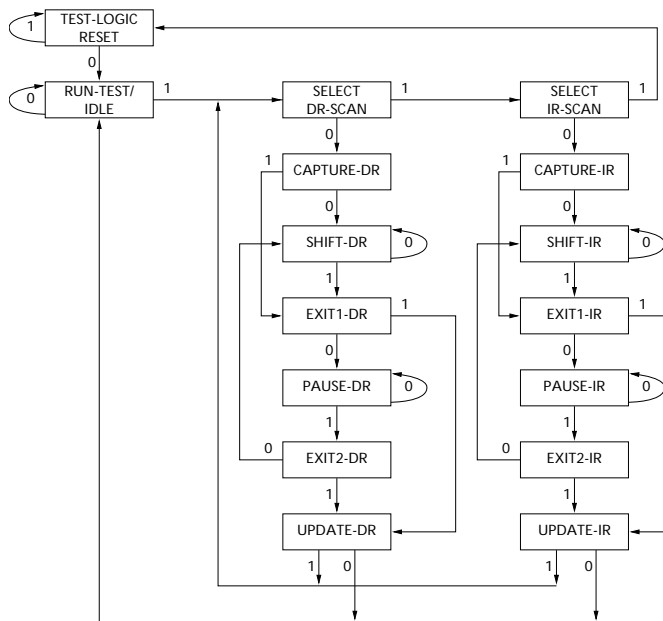 TEST-LOGIC
RESET
1
0
RUN-TEST/
IDLE
0
1
SELECT
DR-SCAN
1
SELECT
IR-SCAN
1
0
0
1
CAPTURE-DR
1
CAPTURE-IR
0
0
SHIFT-DR
0
SHIFT-IR
0
1
1
EXIT1-DR
1
EXIT1-IR
1
0
0
PAUSE-DR
0
PAUSE-IR
0
1
1
0
EXIT2-DR
0
EXIT2-IR
1
1
UPDATE-DR
UPDATE-IR
1
0
1
0